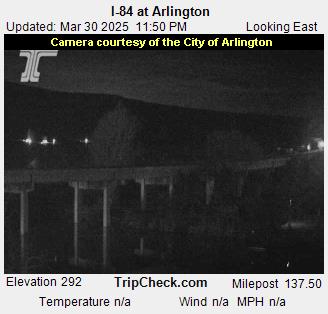 I-84 at Arlington
Updated: Mar 30 2025 11:50 PM Looking East
Camera courtesy of the City of Arlington
Elevation 292 TripCheck.com Milepost 137.50
Temperature n/a Wind n/a MPH n/a